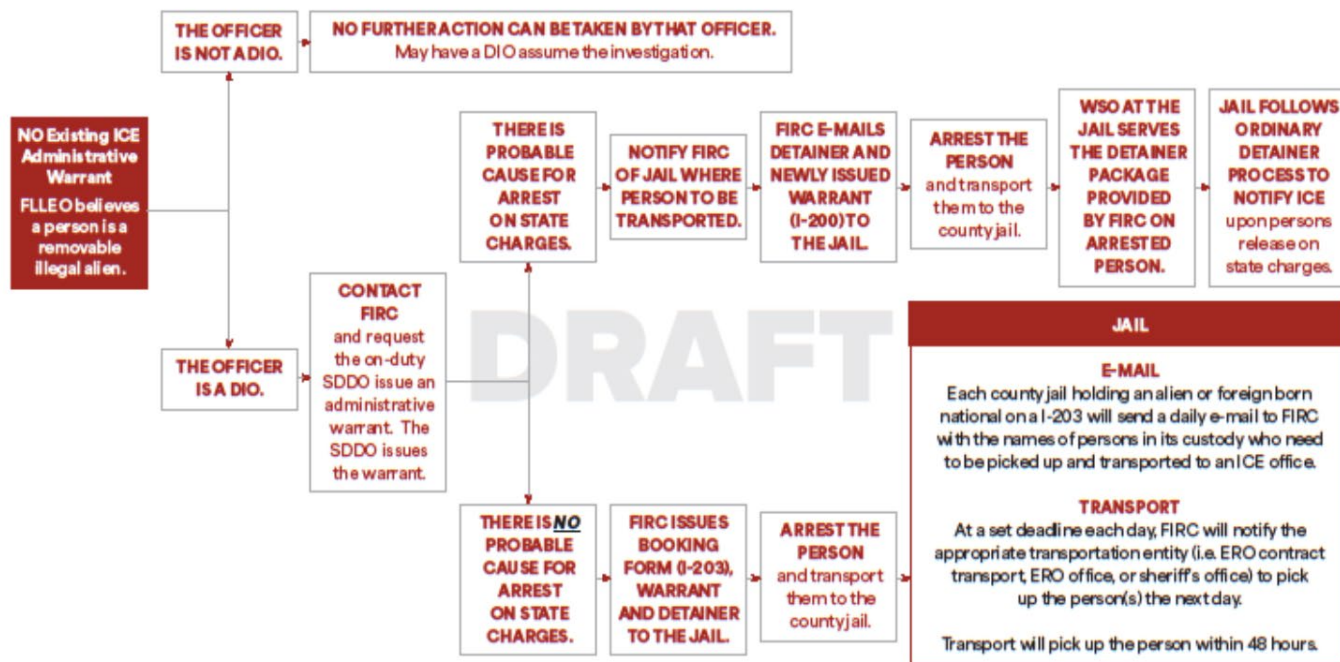 THE OFFICER
IS NOT A DIO.
NO FURTHER ACTION CAN BE TAKEN BY THAT OFFICER.
May have a DIO assume the investigation.
NO Existing ICE
Administrative
Warrant
FLLEO believes
a person is a
removable
illegal alien.
THE OFFICER
IS A DIO.
CONTACT
FIRC
and request
the on-duty
SDDO issue an
administrative
warrant. The
SDDO issues
the warrant.
THERE IS
PROBABLE
CAUSE FOR
ARREST
ON STATE
CHARGES.
NOTIFY FIRC
OF JAIL WHERE
PERSON TO BE
TRANSPORTED.
FIRC E-MAILS
DETAINER AND
NEWLY ISSUED
WARRANT
(I-200) TO
THE JAIL.
ARREST THE
PERSON
and transport
them to the
county jail.
WSO AT THE
JAIL SERVES
THE DETAINER
PACKAGE
PROVIDED
BY FIRC ON
ARRESTED
PERSON.
JAIL FOLLOWS
ORDINARY
DETAINER
PROCESS TO
NOTIFY ICE
upon persons
release on
state charges.
DRAFT
THERE IS NO
PROBABLE
CAUSE FOR
ARREST
ON STATE
CHARGES.
FIRC ISSUES
BOOKING
FORM (I-203),
WARRANT
AND DETAINER
TO THE JAIL.
ARREST THE
PERSON
and transport
them to the
county jail.
JAIL
E-MAIL
Each county jail holding an alien or foreign born
national on a I-203 will send a daily e-mail to FIRC
with the names of persons in its custody who need
to be picked up and transported to an ICE office.
TRANSPORT
At a set deadline each day, FIRC will notify the
appropriate transportation entity (i.e. ERO contract
transport, ERO office, or sheriff's office) to pick
up the person(s) the next day.
Transport will pick up the person within 48 hours.